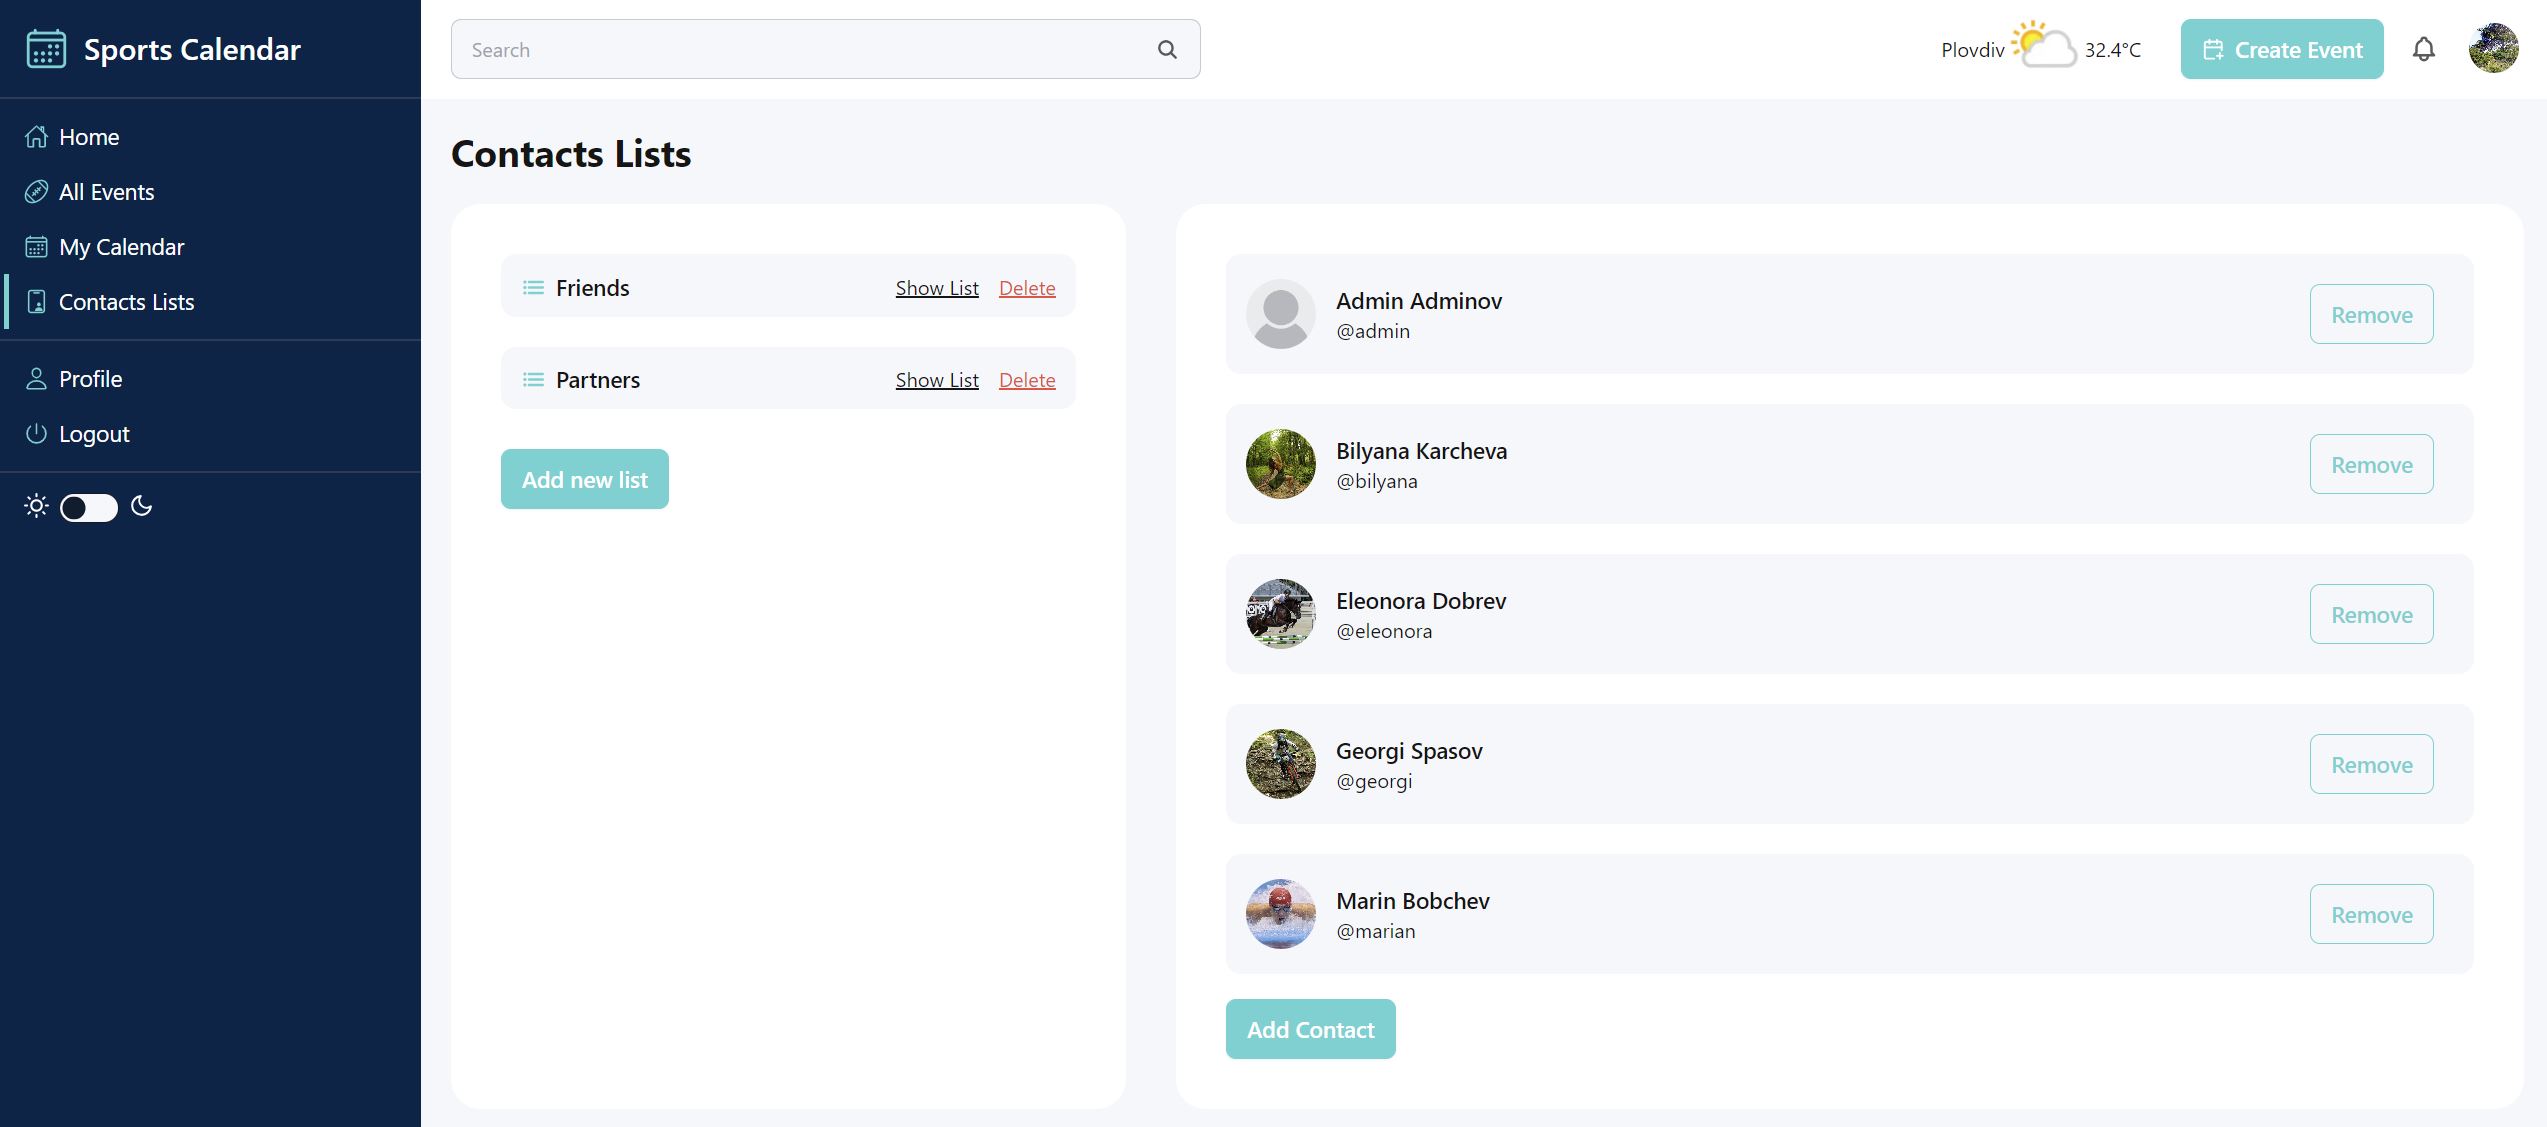 Sports Calendar
Home
All Events
My Calendar
Contacts Lists
Profile
Logout
Search
Plovdiv 32.4°C
Create Event
Contacts Lists
Friends Show List Delete
Partners Show List Delete
Add new list
Admin Adminov
@admin
Remove
Bilyana Karcheva
@bilyana
Remove
Eleonora Dobrev
@eleonora
Remove
Georgi Spasov
@georgi
Remove
Marin Bobchev
@marian
Remove
Add Contact